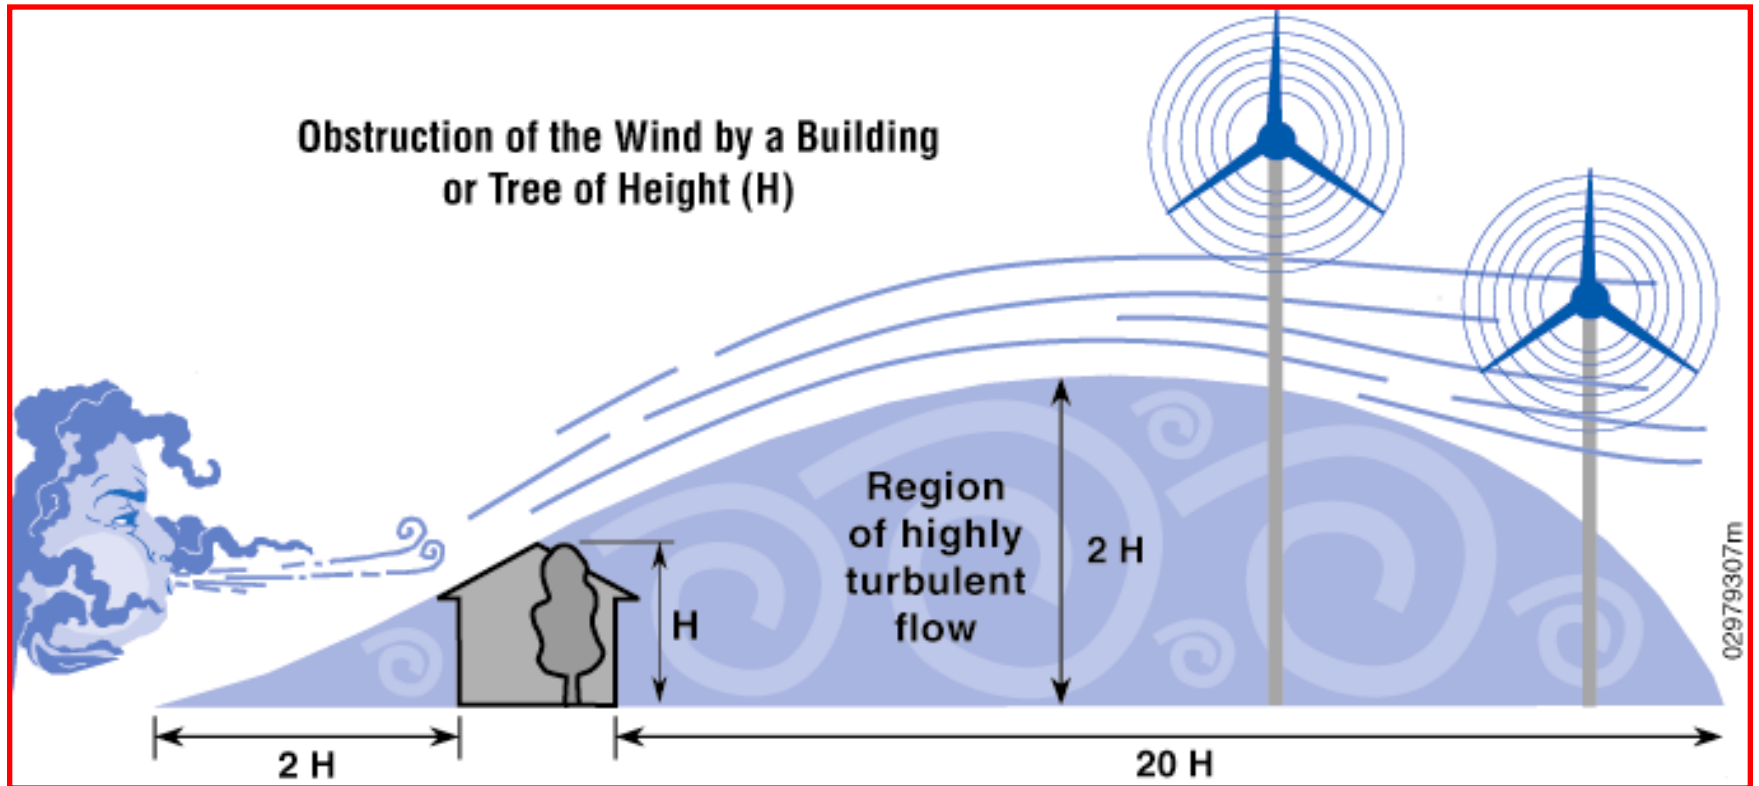 Obstruction of the Wind by a Building
or Tree of Height (H)
Region
of highly
turbulent
flow
2 H
H
2 H
20 H
02979307m